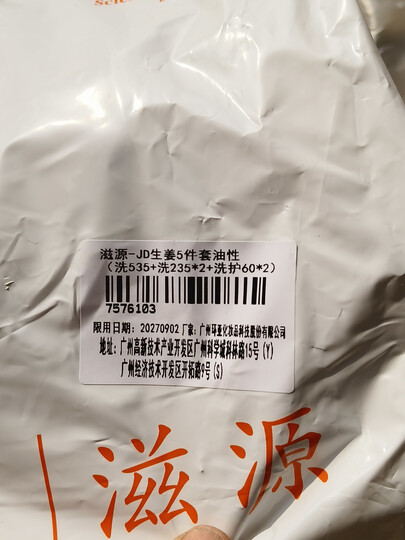 滋源-JD生姜5件套油性
(洗535+洗235*2+洗护60*2)
7576103
限用日期: 20270902 厂家: 广州环亚化妆品科技股份有限公司
地址: 广州高新技术产业开发区广州科学城科林路15号(Y)
广州经济技术开发区开拓路9号(S)
滋源